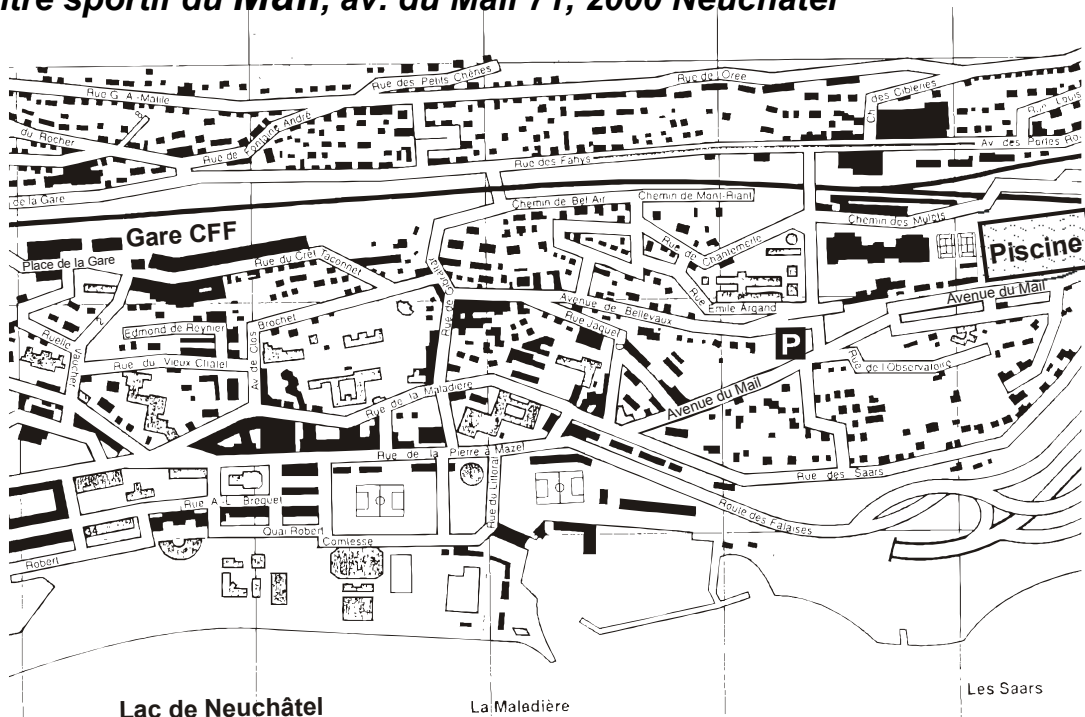 ntre sportif du Mail, av. du Mail 71, 2000 Neuchâtel
Rue des Petits Chênes
Rue de l'Orée
Rue G. A.-Matile
des Cibleries
Rue Louis
du Rocher
Rue de Fontaine André
Rue des Fahys
Av. des Portes Ro
de la Gare
Chemin de Bel Air
Chemin de Mont-Riant
Chemin des Mulets
Gare CFF
Piscine
Place de la Gare
Rue du Crêt Taconnet
Rue de Chantemerle
Avenue du Mail
Rue Emile Argand
Avenue de Bellevaux
Rue Jaquet
Edmond de Reynier
Av. de Clos Brochet
Ruelle Vaucher
Rue du Vieux Châtel
P
Rue de l'Observatoire
Avenue du Mail
Rue de la Maladière
Rue de la Pierre à Mazel
Rue des Saars
Rue du Littoral
Rue A.-L. Breguet
Route des Falaises
Quai Robert
Comtesse
Robert
Les Saars
Lac de Neuchâtel
La Maladière